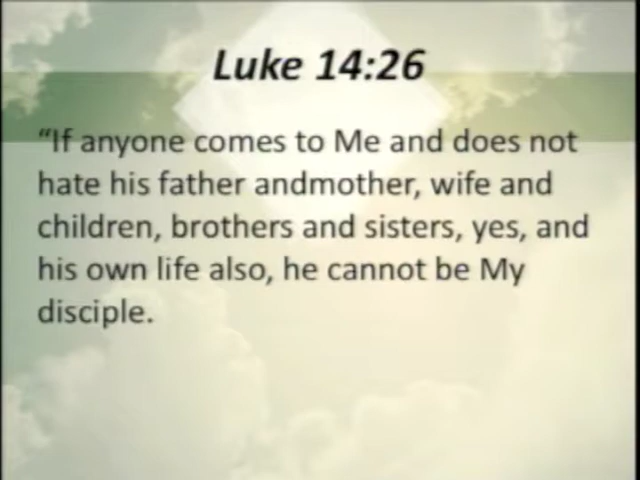 Luke 14:26
“If anyone comes to Me and does not
hate his father andmother, wife and
children, brothers and sisters, yes, and
his own life also, he cannot be My
disciple.